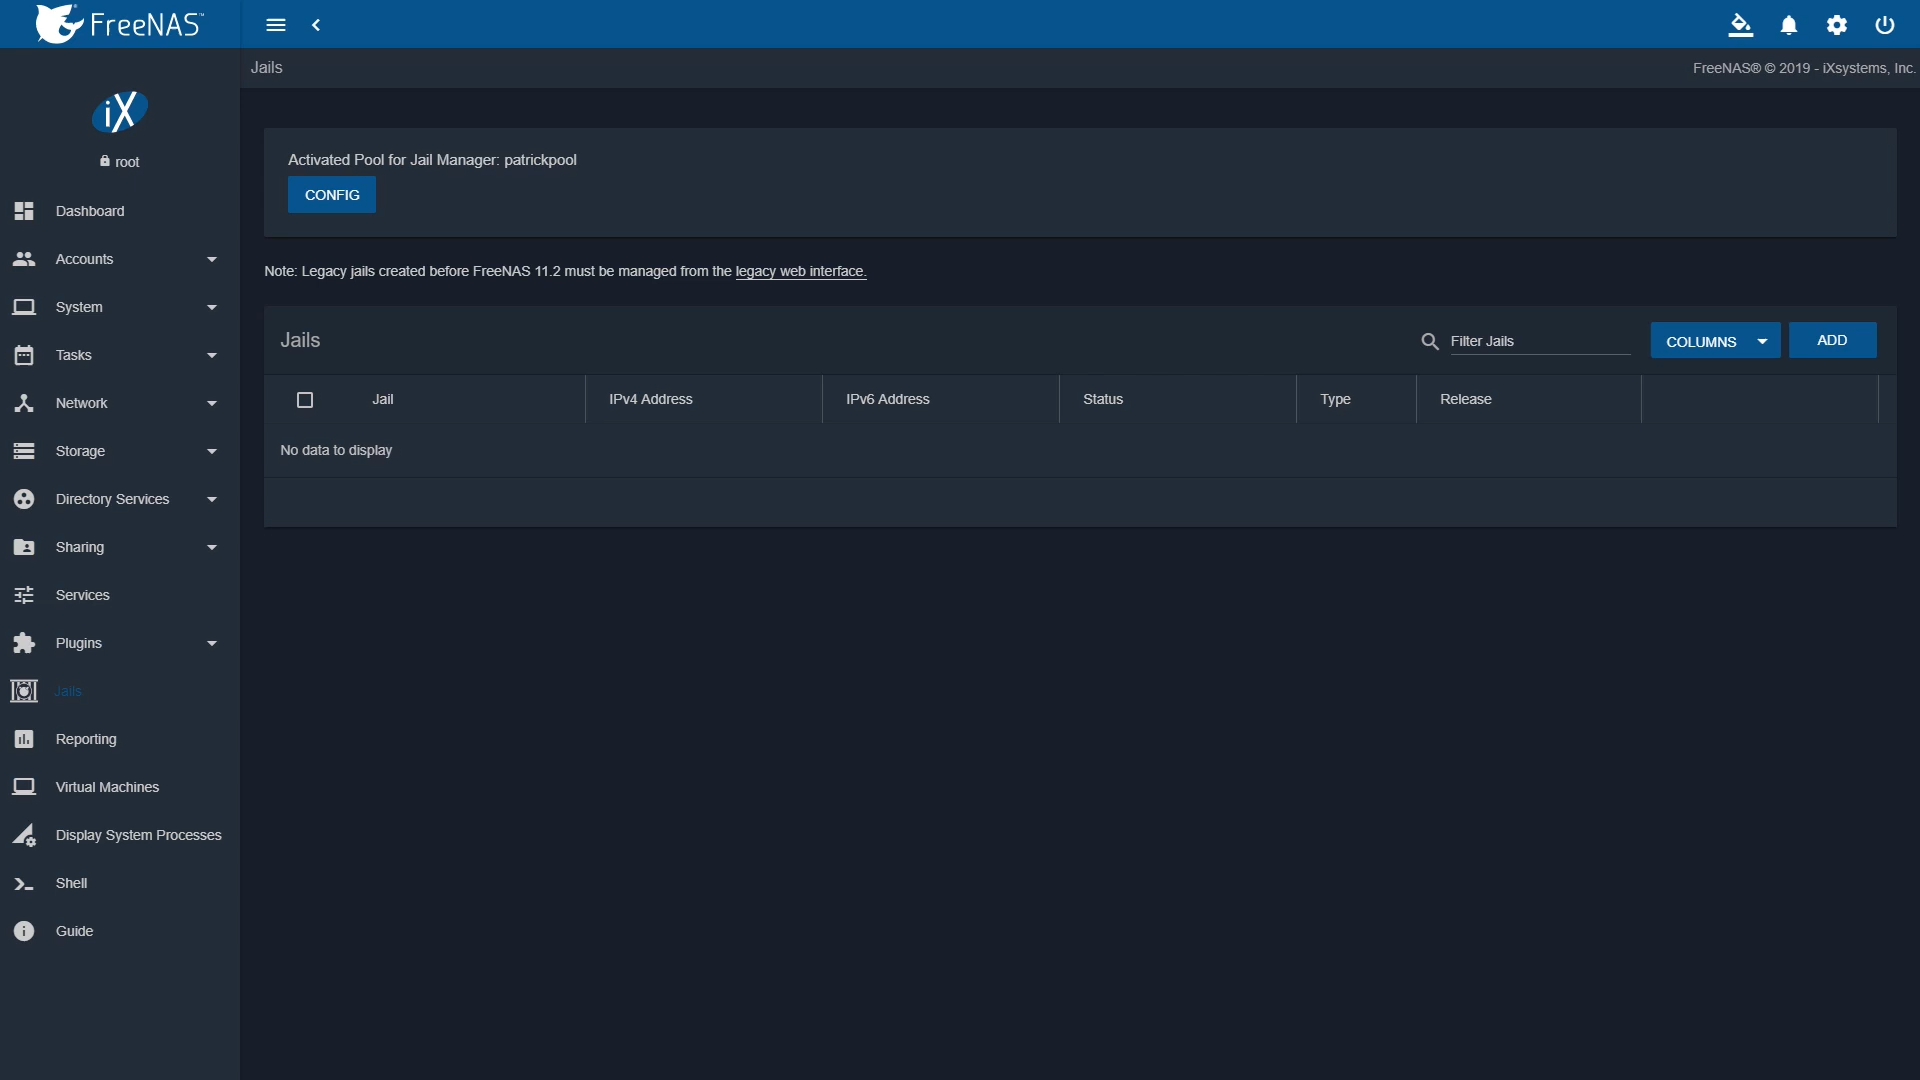 FreeNAS™
Jails
FreeNAS® © 2019 - iXsystems, Inc.
iX
root
Dashboard
Accounts
System
Tasks
Network
Storage
Directory Services
Sharing
Services
Plugins
Jails
Reporting
Virtual Machines
Display System Processes
Shell
Guide
Activated Pool for Jail Manager: patrickpool
CONFIG
Note: Legacy jails created before FreeNAS 11.2 must be managed from the legacy web interface.
Jails
Filter Jails
COLUMNS
ADD
Jail
IPv4 Address
IPv6 Address
Status
Type
Release
No data to display